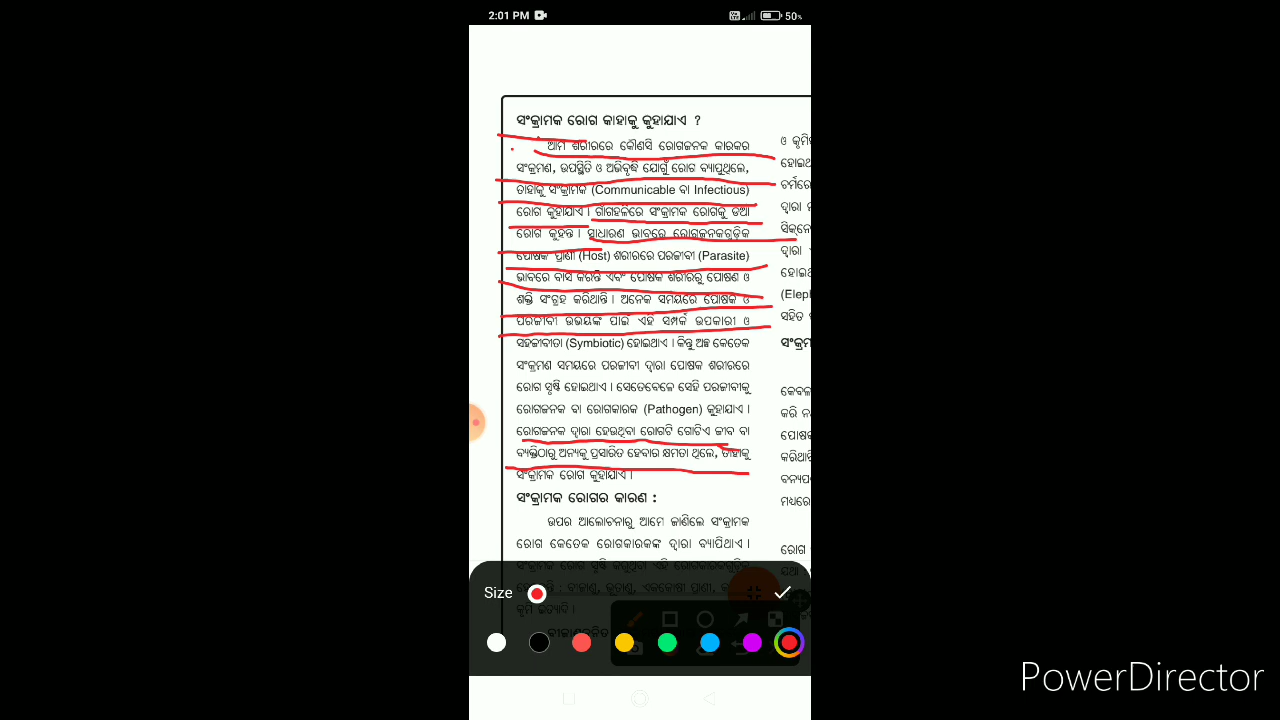 2:01 PM
50%
ସଂକ୍ରାମକ ରୋଗ କାହାକୁ କୁହାଯାଏ ?
ଆମ ଶରୀରରେ କୌଣସି ରୋଗଜନକ କାରକର
ସଂକ୍ରମଣ, ଉପସ୍ଥିତି ଓ ଅଭିବୃଦ୍ଧି ଯୋଗୁଁ ରୋଗ ବ୍ୟାପୁଥିଲେ,
ତାହାକୁ ସଂକ୍ରାମକ (Communicable ବା Infectious)
ରୋଗ କୁହାଯାଏ । ଗାଁଗହଳିରେ ସଂକ୍ରାମକ ରୋଗକୁ ଡିଆଁ
ରୋଗ କୁହନ୍ତି । ସାଧାରଣ ଭାବରେ ରୋଗଜନକଗୁଡ଼ିକ
ପୋଷକ ପ୍ରାଣୀ (Host) ଶରୀରରେ ପରଜୀବୀ (Parasite)
ଭାବରେ ବାସ କରନ୍ତି ଏବଂ ପୋଷକ ଶରୀରରୁ ପୋଷଣ ଓ
ଶକ୍ତି ସଂଗ୍ରହ କରିଥାନ୍ତି । ଅନେକ ସମୟରେ ପୋଷକ ଓ
ପରଜୀବୀ ଉଭୟଙ୍କ ପାଇଁ ଏହି ସମ୍ପର୍କ ଉପକାରୀ ଓ
ସହଜୀବୀତା (Symbiotic) ହୋଇଥାଏ । କିନ୍ତୁ ଅଳ୍ପ କେତେକ
ସଂକ୍ରମଣ ସମୟରେ ପରଜୀବୀ ଦ୍ୱାରା ପୋଷକ ଶରୀରରେ
ରୋଗ ସୃଷ୍ଟି ହୋଇଥାଏ । ସେତେବେଳେ ସେହି ପରଜୀବୀକୁ
ରୋଗଜନକ ବା ରୋଗକାରକ (Pathogen) କୁହାଯାଏ ।
ରୋଗଜନକ ଦ୍ୱାରା ହେଉଥିବା ରୋଗଟି ଗୋଟିଏ ଜୀବ ବା
ବ୍ୟକ୍ତିଠାରୁ ଅନ୍ୟକୁ ପ୍ରସାରିତ ହେବାର କ୍ଷମତା ଥିଲେ, ତାହାକୁ
ସଂକ୍ରାମକ ରୋଗ କୁହାଯାଏ ।
ସଂକ୍ରାମକ ରୋଗର କାରଣ :
ଉପର ଆଲୋଚନାରୁ ଆମେ ଜାଣିଲେ ସଂକ୍ରାମକ
ରୋଗ କେତେକ ରୋଗକାରକଙ୍କ ଦ୍ୱାରା ବ୍ୟାପିଥାଏ ।
ଓ
ଦ୍ୱାରା
ଦ୍ୱାରା
ସହିତ
ରୋଗ
Size
PowerDirector